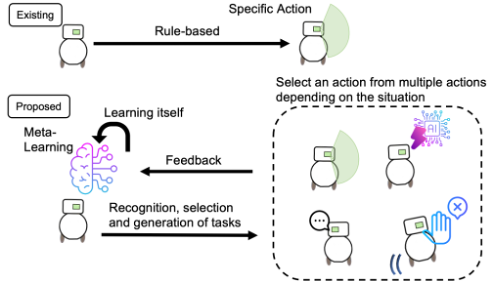 Existing
Specific Action
Rule-based
Select an action from multiple actions
depending on the situation
Proposed
Learning itself
Meta-
Learning
AI
Feedback
Recognition, selection
and generation of tasks